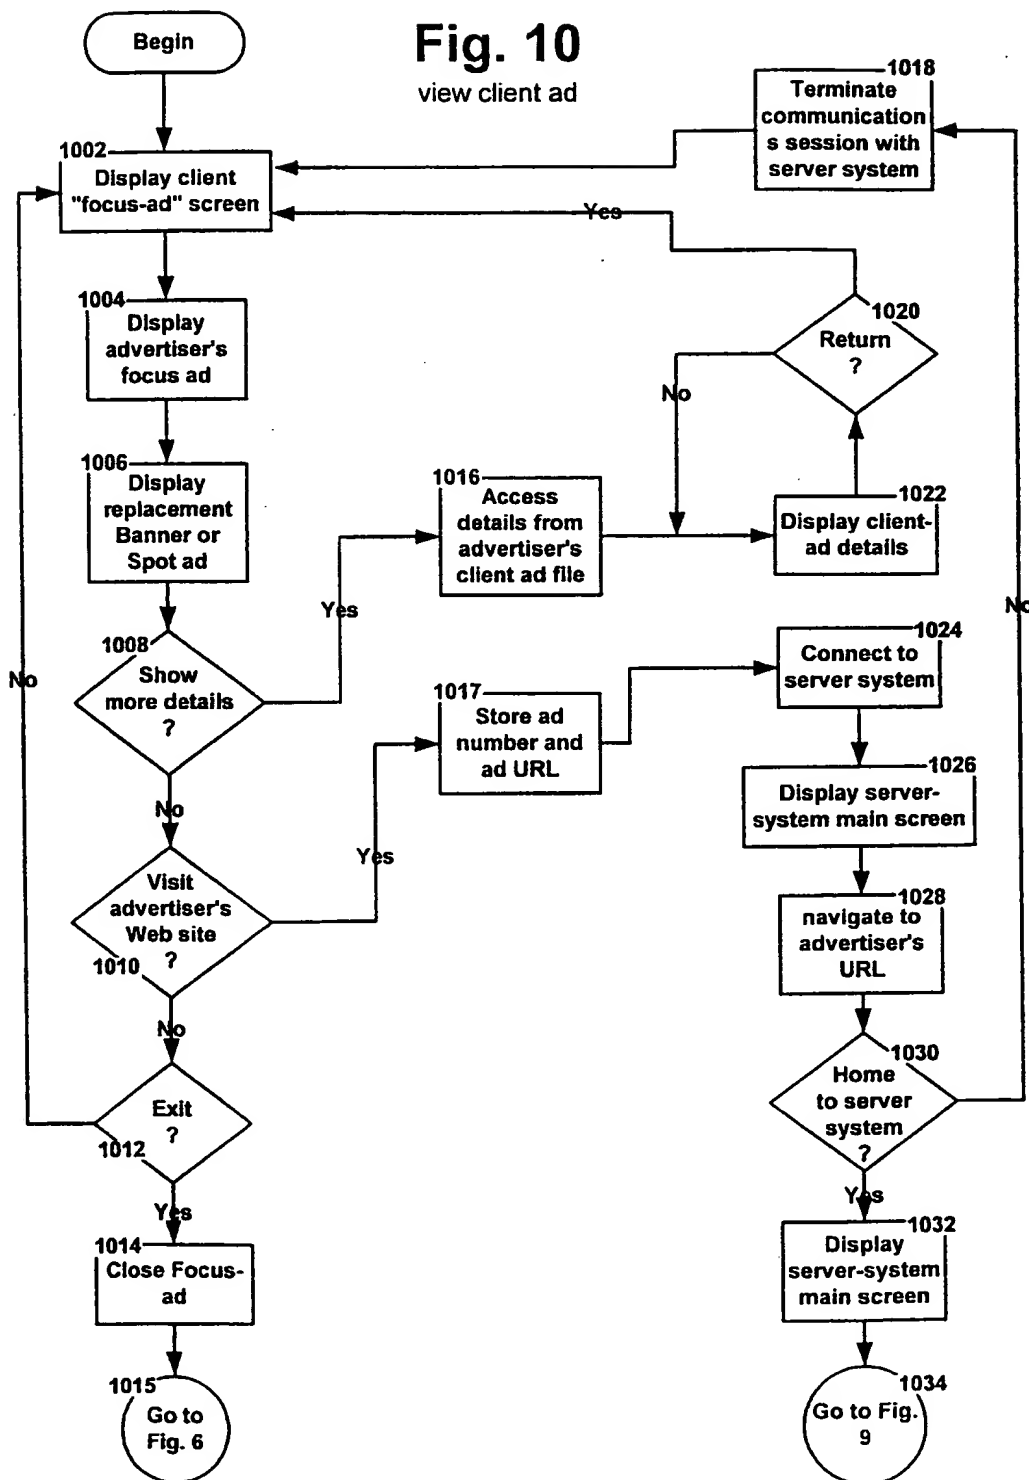 Fig. 10
view client ad
Begin
1002
Display client
"focus-ad" screen
1004
Display
advertiser's
focus ad
1006
Display
replacement
Banner or
Spot ad
1008
Show
more details
?
No
Yes
Visit
advertiser's
Web site
?
1010
No
Yes
Exit
?
1012
No
Yes
1014
Close Focus-
ad
1015
Go to
Fig. 6
1016
Access
details from
advertiser's
client ad file
1017
Store ad
number and
ad URL
1018
Terminate
communication
s session with
server system
Yes
1020
Return
?
No
1022
Display client-
ad details
1024
Connect to
server system
1026
Display server-
system main screen
1028
navigate to
advertiser's
URL
1030
Home
to server
system
?
No
Yes
1032
Display
server-system
main screen
1034
Go to Fig.
9